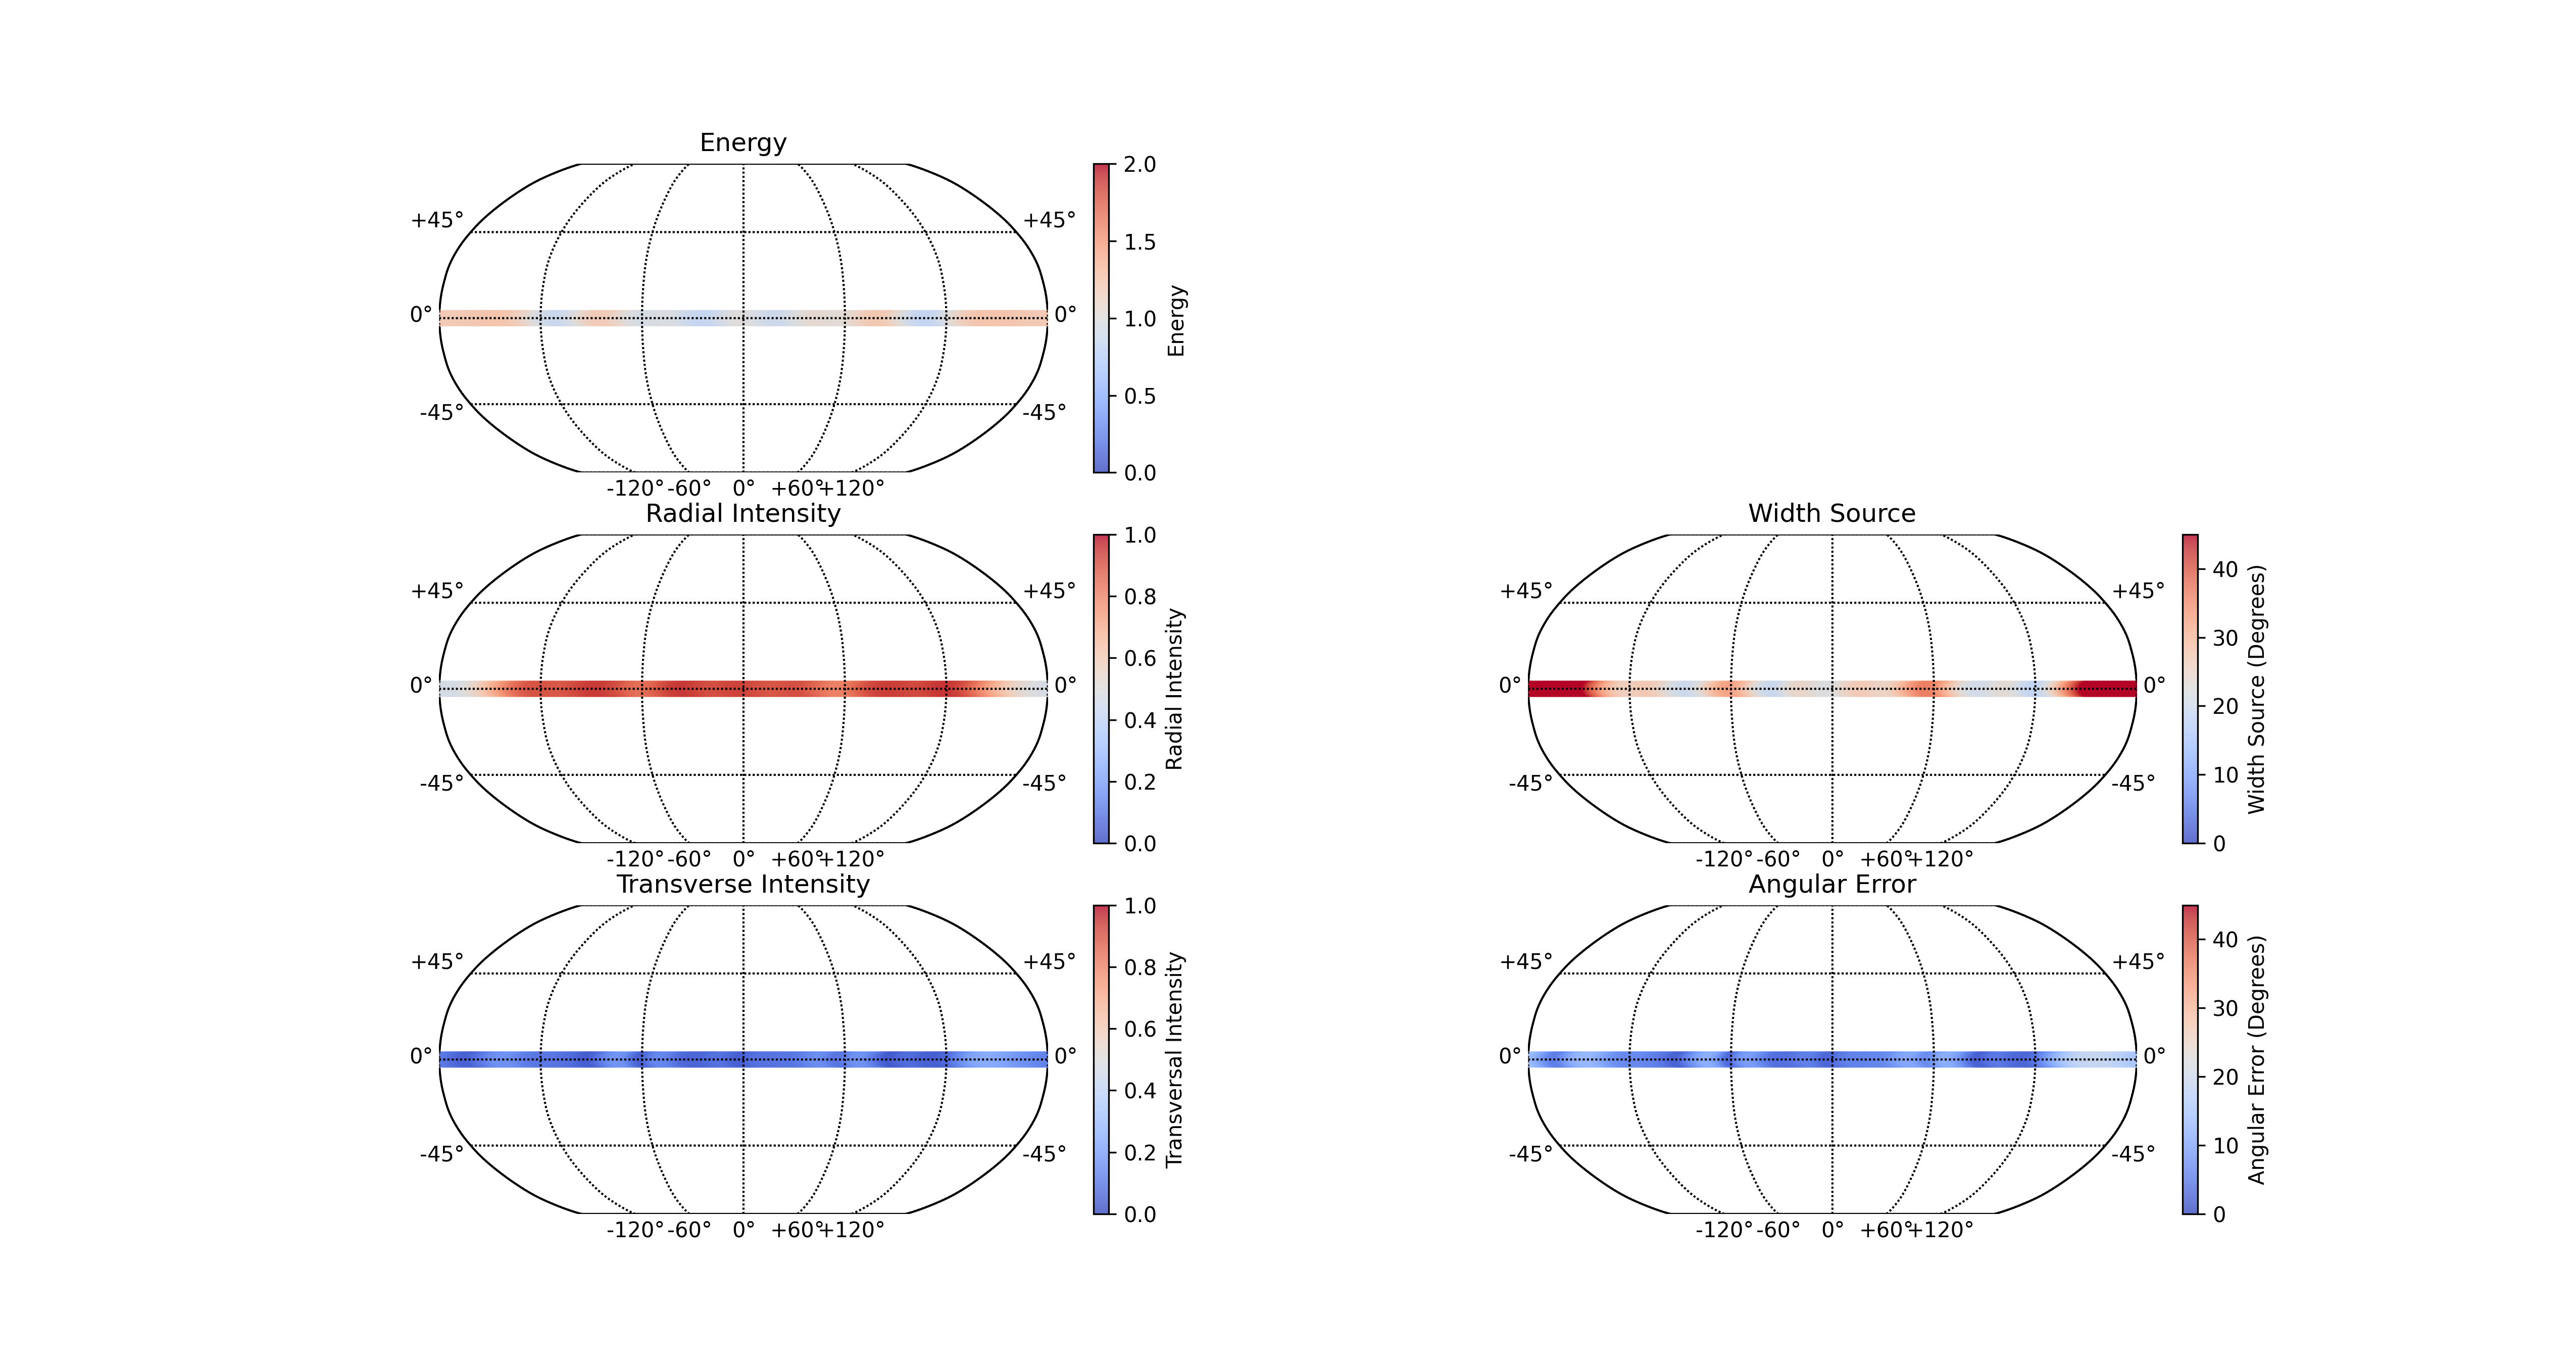 Energy
2.0
+45° +45° 1.5
0° 0° 1.0 Energy
-45° -45° 0.5
0.0
-120° -60° 0° +60° +120°
Radial Intensity
1.0
+45° +45° 0.8
0.6
0° 0° Radial Intensity
0.4
-45° -45° 0.2
0.0
-120° -60° 0° +60° +120°
Width Source
40
+45° +45°
30
0° 0° Width Source (Degrees)
20
-45° -45° 10
0
-120° -60° 0° +60° +120°
Transverse Intensity
1.0
+45° +45° 0.8
0.6
0° 0° Transversal Intensity
0.4
-45° -45° 0.2
0.0
-120° -60° 0° +60° +120°
Angular Error
40
+45° +45°
30
0° 0° Angular Error (Degrees)
20
-45° -45° 10
0
-120° -60° 0° +60° +120°